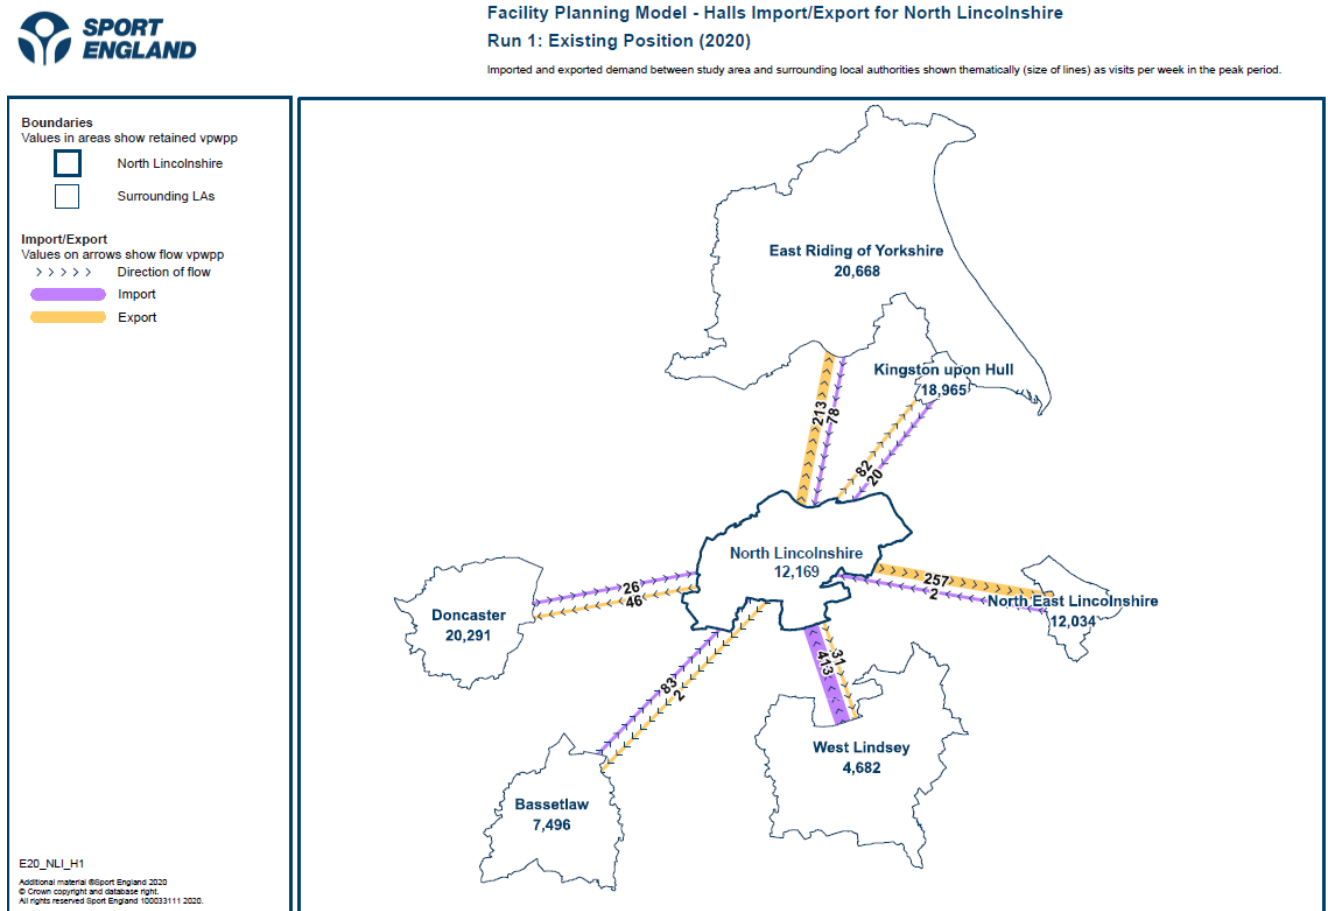 SPORT
ENGLAND
Facility Planning Model - Halls Import/Export for North Lincolnshire
Run 1: Existing Position (2020)
Imported and exported demand between study area and surrounding local authorities shown thematically (size of lines) as visits per week in the peak period.
Boundaries
Values in areas show retained vpwpp
North Lincolnshire
Surrounding LAs
Import/Export
Values on arrows show flow vpwpp
> > > > > Direction of flow
Import
Export
East Riding of Yorkshire
20,668
Kingston upon Hull
18,965
213
78
82
20
North Lincolnshire
12,169
257
2
North East Lincolnshire
12,034
26
46
Doncaster
20,291
31
413
83
2
West Lindsey
4,682
Bassetlaw
7,496
E20_NLI_H1
Additional material ©Sport England 2020
© Crown copyright and database right.
All rights reserved Sport England 100033111 2020.